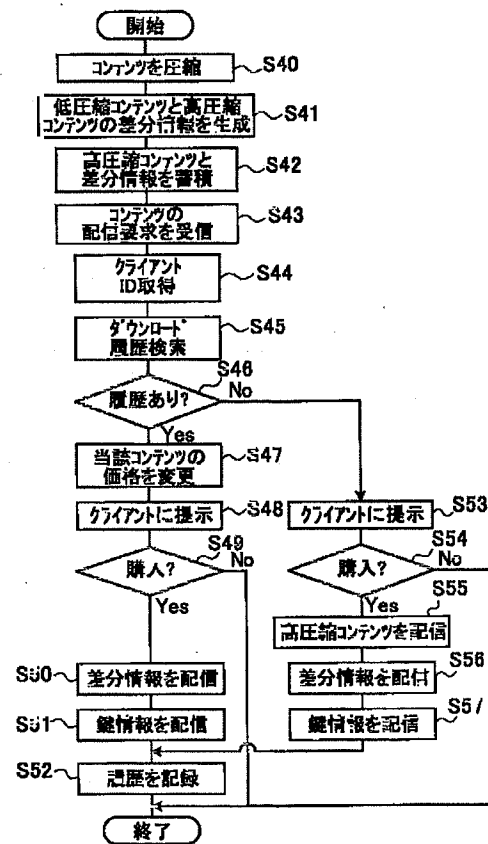 開始
コンテンツを圧縮
S40
低圧縮コンテンツと高圧縮
コンテンツの差分情報を生成
S41
高圧縮コンテンツと
差分情報を蓄積
S42
コンテンツの
配信要求を受信
S43
クライアント
ID取得
S44
ダウンロード
履歴検索
S45
S46
履歴あり?
No
Yes
当該コンテンツの
価格を変更
S47
クライアントに提示
S48
S49
購入?
No
Yes
S50
差分情報を配信
S51
鍵情報を配信
S52
履歴を記録
終了
クライアントに提示
S53
S54
購入?
No
Yes
S55
高圧縮コンテンツを配信
S56
差分情報を配信
S57
鍵情報を配信